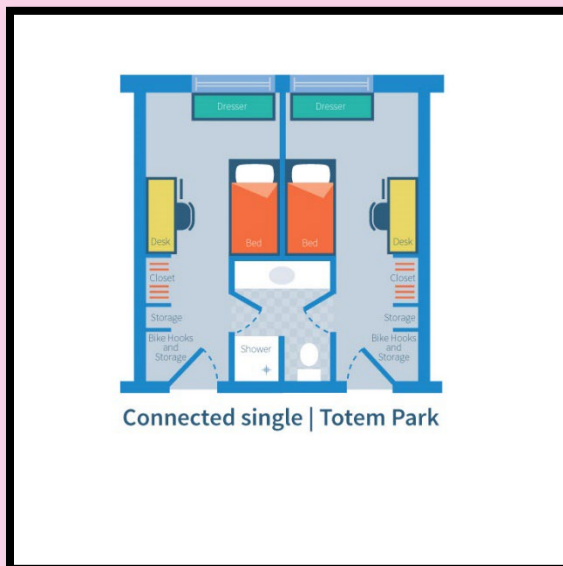 Dresser
Dresser
Desk
Bed
Bed
Desk
Closet
Closet
Storage
Storage
Bike Hooks
and
Storage
Shower
Bike Hooks
and
Storage
Connected single | Totem Park